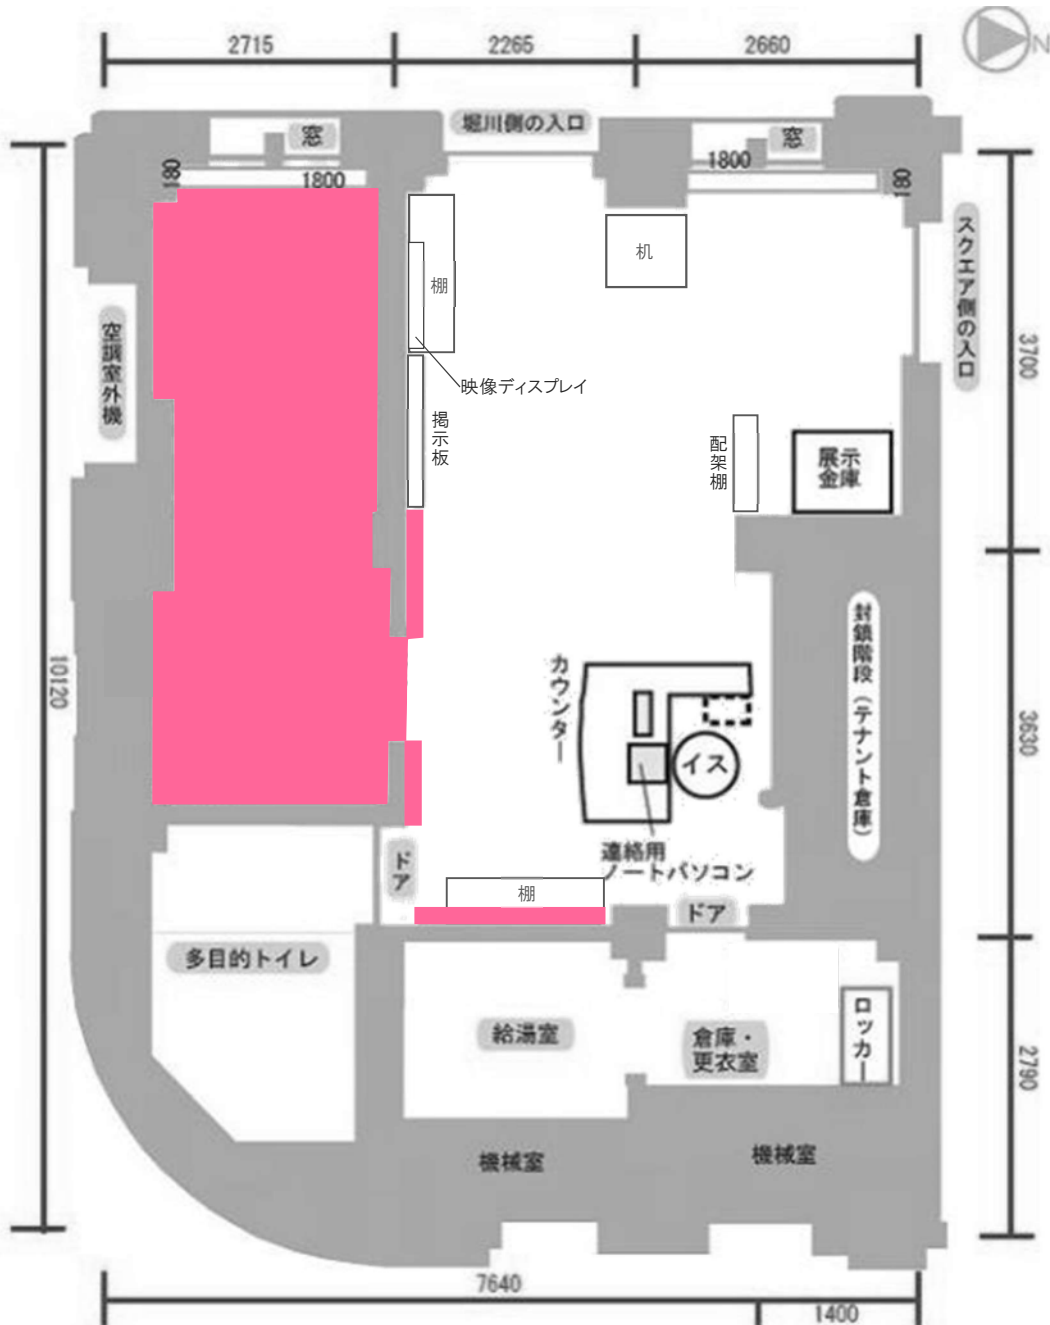 2715
2265
2660
N
堀川側の入口
窓
窓
180
1800
1800
180
スクエア側の入口
空調室外機
棚
机
映像ディスプレイ
掲示板
配架棚
展示
金庫
3700
10120
カウンター
イス
封鎖階段（テナント倉庫）
3630
連絡用
ノートパソコン
ドア
棚
ドア
多目的トイレ
給湯室
倉庫・
更衣室
ロッカー
2790
機械室
機械室
7640
1400